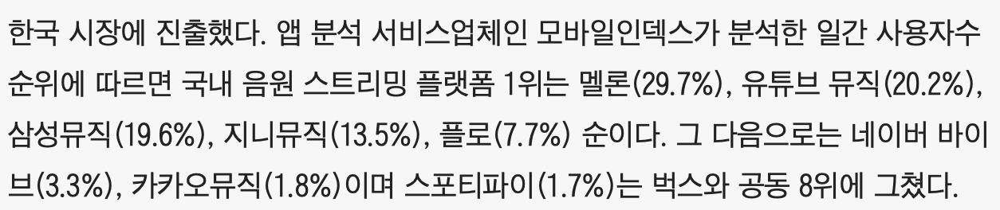 한국 시장에 진출했다. 앱 분석 서비스업체인 모바일인덱스가 분석한 일간 사용자수
순위에 따르면 국내 음원 스트리밍 플랫폼 1위는 멜론(29.7%), 유튜브 뮤직(20.2%),
삼성뮤직(19.6%), 지니뮤직(13.5%), 플로(7.7%) 순이다. 그 다음으로는 네이버 바이
브(3.3%), 카카오뮤직(1.8%)이며 스포티파이(1.7%)는 벅스와 공동 8위에 그쳤다.